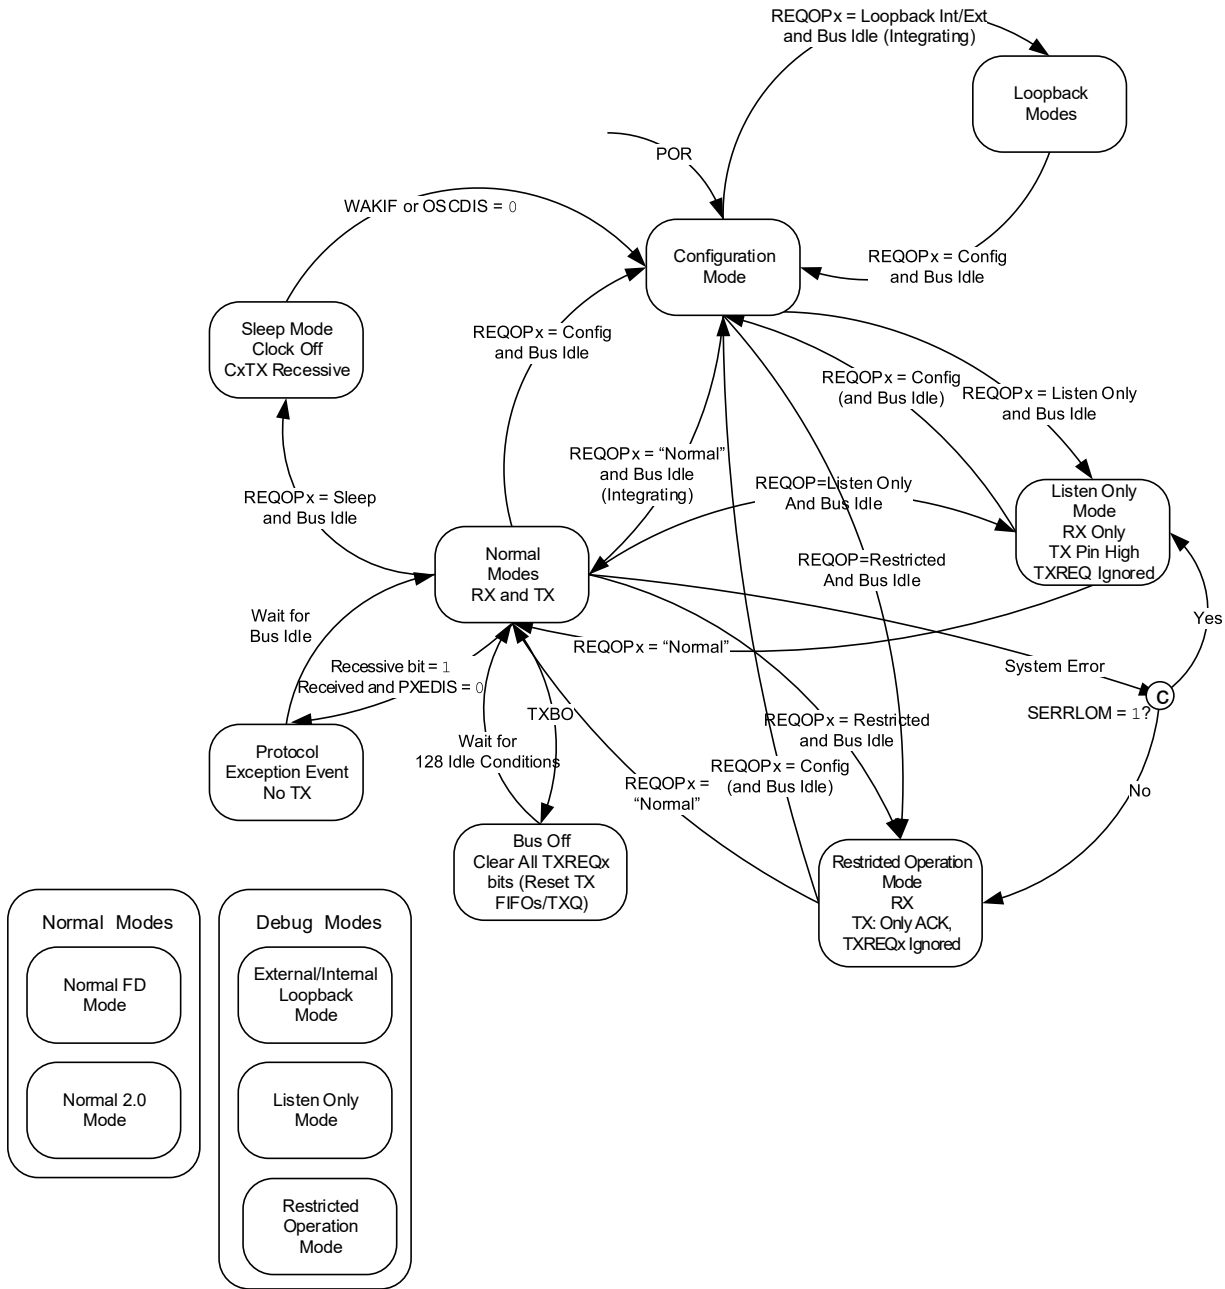 REQOPx = Loopback Int/Ext
and Bus Idle (Integrating)
Loopback
Modes
POR
WAKIF or OSCDIS = 0
Configuration
Mode
REQOPx = Config
and Bus Idle
Sleep Mode
Clock Off
CxTX Recessive
REQOPx = Config
and Bus Idle
REQOPx = Config
(and Bus Idle)
REQOPx = Listen Only
and Bus Idle
REQOPx = “Normal”
and Bus Idle
(Integrating)
REQOP=Listen Only
And Bus Idle
REQOPx = Sleep
and Bus Idle
Listen Only
Mode
RX Only
TX Pin High
TXREQ Ignored
Normal
Modes
RX and TX
REQOP=Restricted
And Bus Idle
Wait for
Bus Idle
Yes
REQOPx = “Normal”
Recessive bit = 1
Received and PXEDIS = 0
System Error
C
SERRLOM = 1?
TXBO
REQOPx = Restricted
and Bus Idle
Wait for
128 Idle Conditions
Protocol
Exception Event
No TX
REQOPx = Config
(and Bus Idle)
REQOPx =
“Normal”
No
Bus Off
Clear All TXREQx
bits (Reset TX
FIFOs/TXQ)
Restricted Operation
Mode
RX
TX: Only ACK,
TXREQx Ignored
Normal Modes
Normal FD
Mode
Normal 2.0
Mode
Debug Modes
External/Internal
Loopback
Mode
Listen Only
Mode
Restricted
Operation
Mode